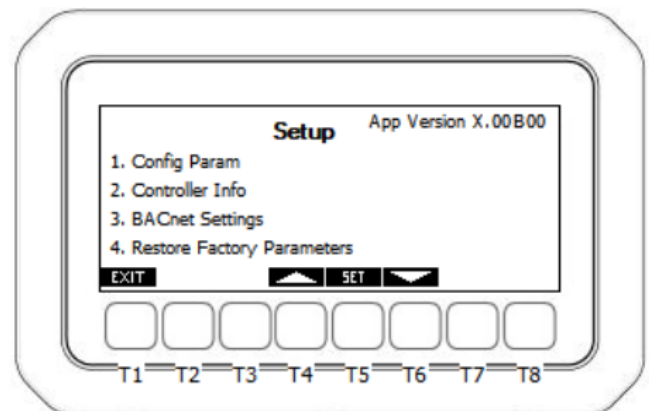 Setup App Version X.00B00
1. Config Param
2. Controller Info
3. BACnet Settings
4. Restore Factory Parameters
EXIT SET
T1 T2 T3 T4 T5 T6 T7 T8